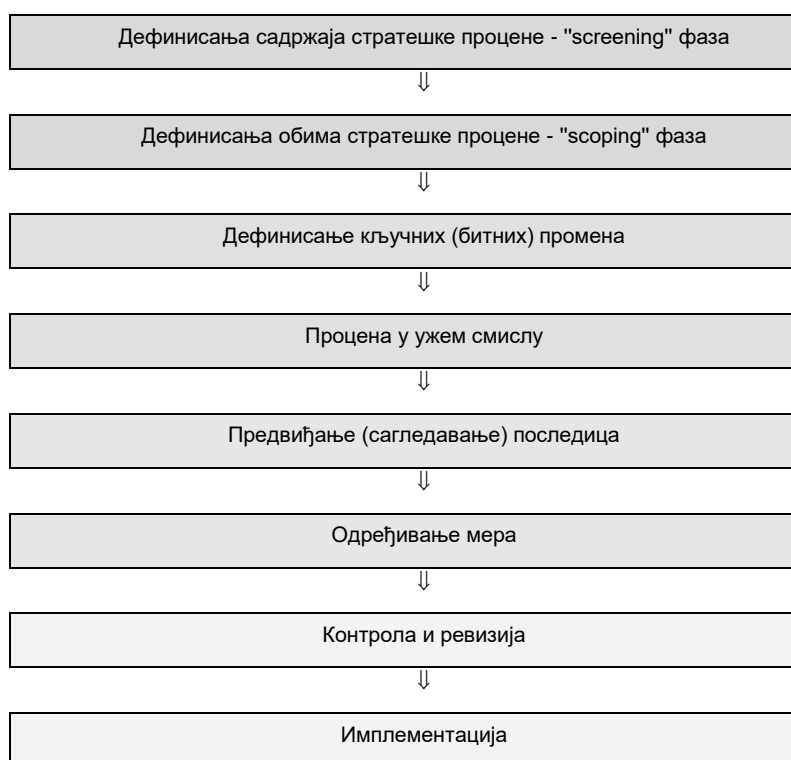 Дефинисања садржаја стратешке процене - "screening" фаза
⇓
Дефинисања обима стратешке процене - "scoping" фаза
⇓
Дефинисање кључних (битних) промена
⇓
Процена у ужем смислу
⇓
Предвиђање (сагледавање) последица
⇓
Одређивање мера
⇓
Контрола и ревизија
⇓
Имплементација